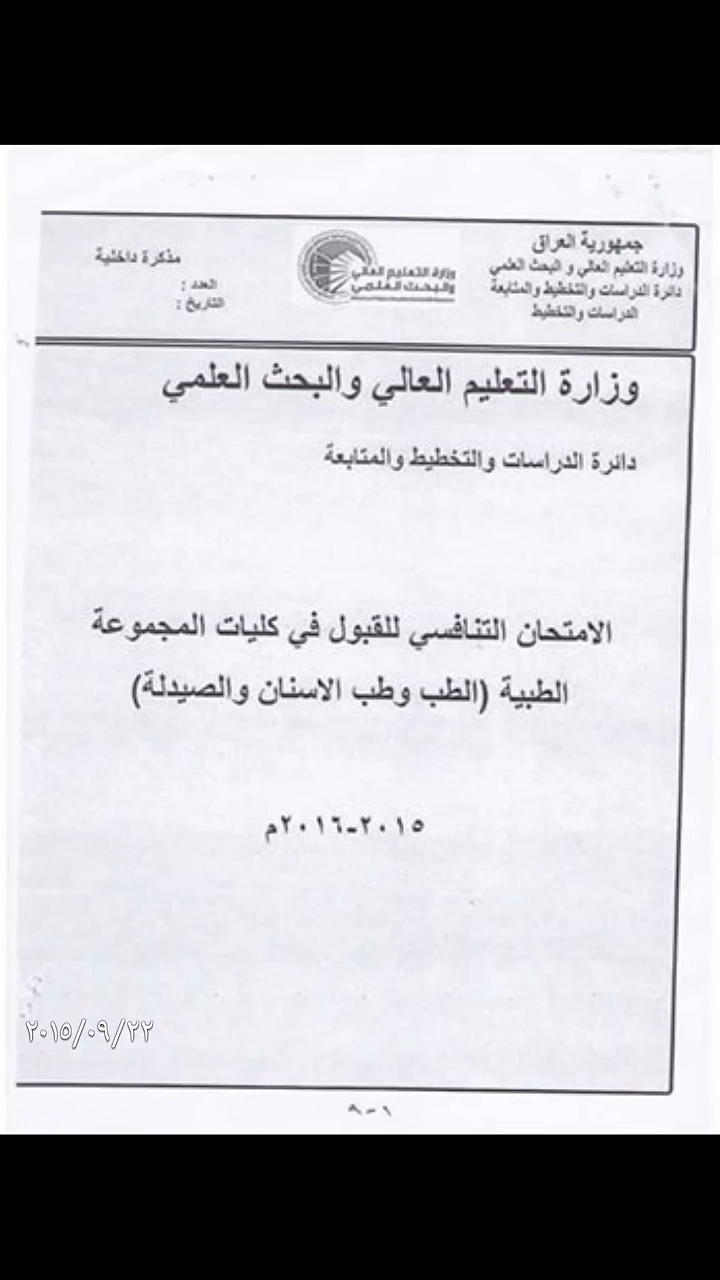 جمهورية العراق
وزارة التعليم العالي و البحث العلمي
دائرة الدراسات والتخطيط والمتابعة
الدراسات والتخطيط
وزارة التعليم العالي
والبحث العلمي
مذكرة داخلية
العدد :
التاريخ :
وزارة التعليم العالي والبحث العلمي
دائرة الدراسات والتخطيط والمتابعة
الامتحان التنافسي للقبول في كليات المجموعة
الطبية (الطب وطب الاسنان والصيدلة)
٢٠١٥-٢٠١٦م
٢٠١٥/٠٩/٢٢
١-٩